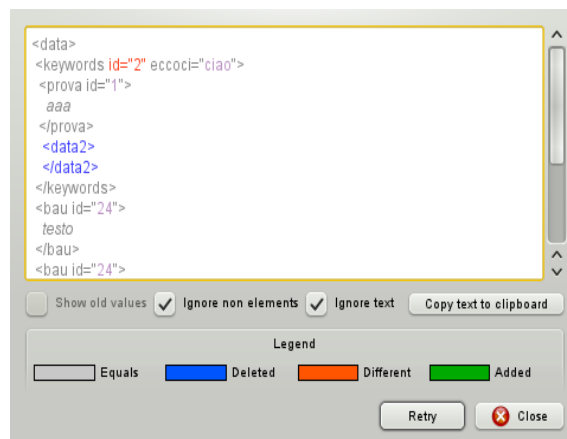 <data>
<keywords id="2" eccoci="ciao">
<prova id="1">
aaa
</prova>
<data2>
</data2>
</keywords>
<bau id="24">
testo
</bau>
<bau id="24">
Show old values Ignore non elements Ignore text Copy text to clipboard
Legend
Equals Deleted Different Added
Retry Close